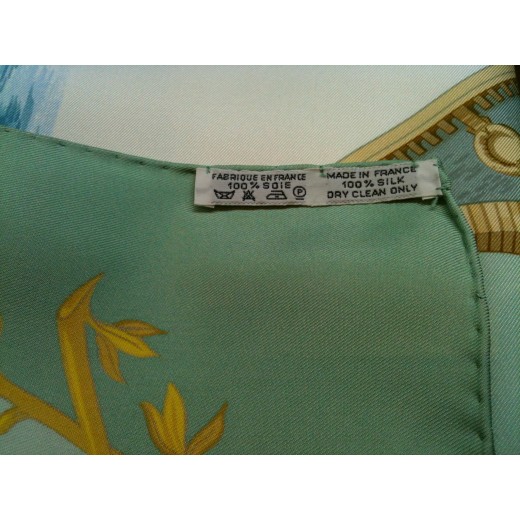 FABRIQUE EN FRANCE
100% SOIE
P
MADE IN FRANCE
100% SILK
DRY CLEAN ONLY